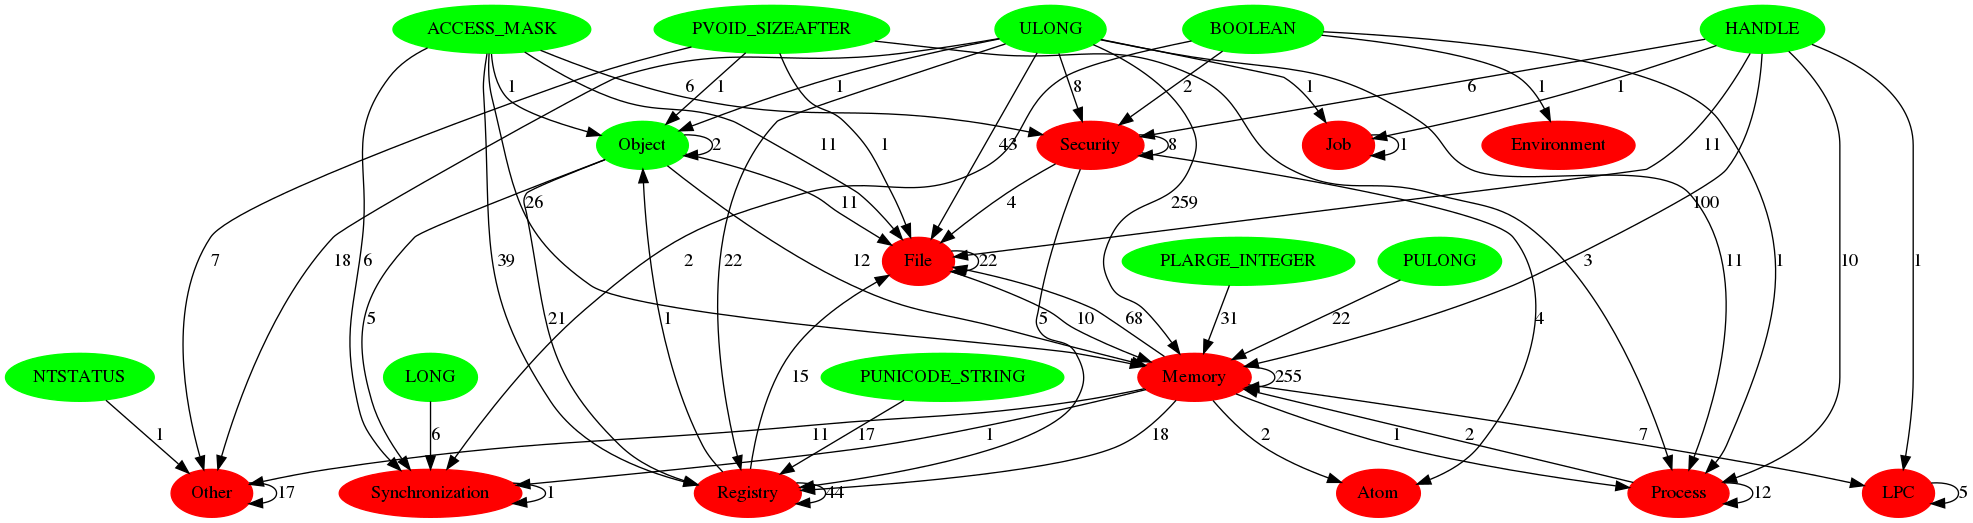 ACCESS_MASK PVOID_SIZEAFTER ULONG BOOLEAN HANDLE
1 1 6 1 8 2 1 6 1 1
Object 2 11 1 43 Security 8 Job 1 Environment 11
26 11 4 259 100
7 18 6 39 22 2 12 File 22 PLARGE_INTEGER PULONG 3 11 1 10 1
5 21 1 5 10 68 31 22 4
NTSTATUS LONG 15 PUNICODE_STRING Memory 255
1 6 17 11 1 18 2 1 2 7
Other 17 Synchronization 1 Registry 44 Atom Process 12 LPC 5